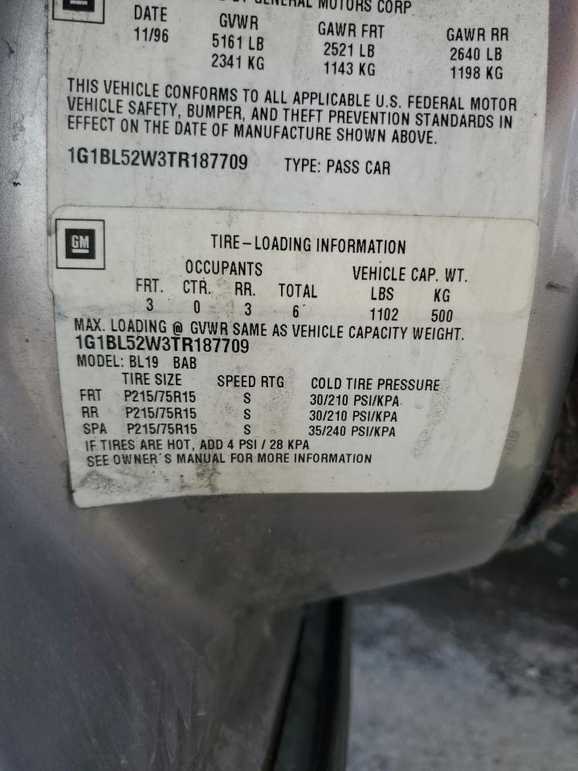 BY GENERAL MOTORS CORP
GM
DATE GVWR GAWR FRT GAWR RR
11/96 5161 LB 2521 LB 2640 LB
2341 KG 1143 KG 1198 KG
THIS VEHICLE CONFORMS TO ALL APPLICABLE U.S. FEDERAL MOTOR
VEHICLE SAFETY, BUMPER, AND THEFT PREVENTION STANDARDS IN
EFFECT ON THE DATE OF MANUFACTURE SHOWN ABOVE.
1G1BL52W3TR187709 TYPE: PASS CAR
GM
TIRE-LOADING INFORMATION
OCCUPANTS VEHICLE CAP. WT.
FRT. CTR. RR. TOTAL LBS KG
3 0 3 6 1102 500
MAX. LOADING @ GVWR SAME AS VEHICLE CAPACITY WEIGHT.
1G1BL52W3TR187709
MODEL: BL19 BAB
TIRE SIZE SPEED RTG COLD TIRE PRESSURE
FRT P215/75R15 S 30/210 PSI/KPA
RR P215/75R15 S 30/210 PSI/KPA
SPA P215/75R15 S 35/240 PSI/KPA
IF TIRES ARE HOT, ADD 4 PSI / 28 KPA
SEE OWNER'S MANUAL FOR MORE INFORMATION